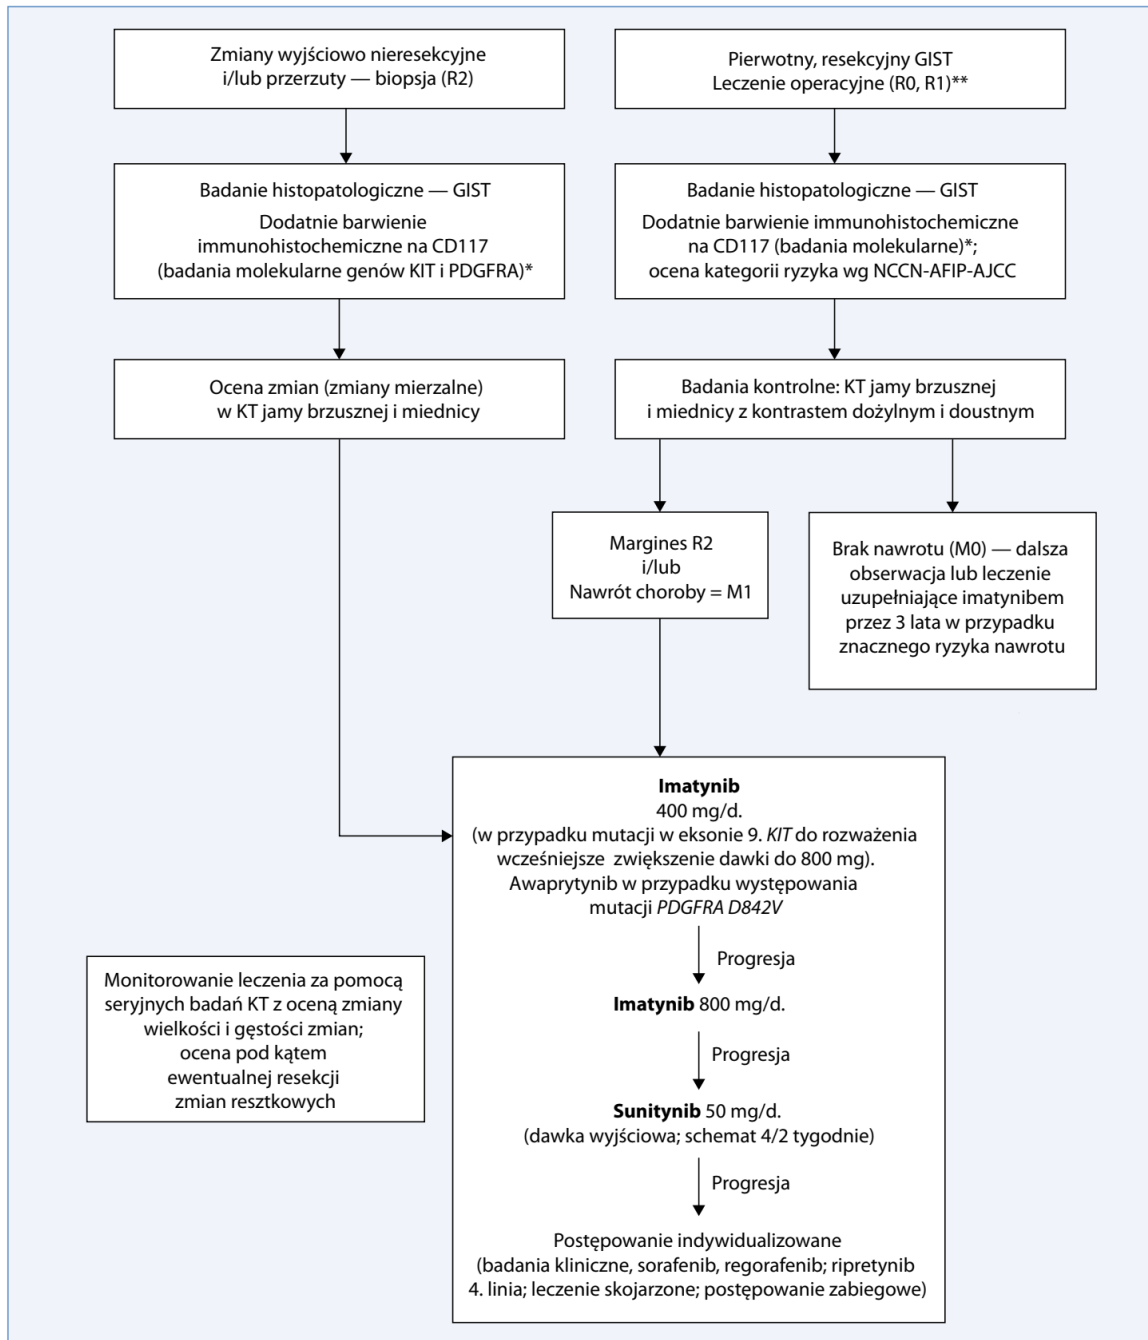 Zmiany wyjściowo nieresekcyjne
i/lub przerzuty — biopsja (R2)
Pierwotny, resekcyjny GIST
Leczenie operacyjne (R0, R1)**
Badanie histopatologiczne — GIST
Dodatnie barwienie
immunohistochemiczne na CD117
(badania molekularne genów KIT i PDGFRA)*
Badanie histopatologiczne — GIST
Dodatnie barwienie immunohistochemiczne
na CD117 (badania molekularne)*;
ocena kategorii ryzyka wg NCCN-AFIP-AJCC
Ocena zmian (zmiany mierzalne)
w KT jamy brzusznej i miednicy
Badania kontrolne: KT jamy brzusznej
i miednicy z kontrastem dożylnym i doustnym
Margines R2
i/lub
Nawrót choroby = M1
Brak nawrotu (M0) — dalsza
obserwacja lub leczenie
uzupełniające imatynibem
przez 3 lata w przypadku
znacznego ryzyka nawrotu
Imatynib
400 mg/d.
(w przypadku mutacji w eksonie 9. KIT do rozważenia
wcześniejsze zwiększenie dawki do 800 mg).
Awaprytynib w przypadku występowania
mutacji PDGFRA D842V
Progresja
Imatynib 800 mg/d.
Progresja
Sunitynib 50 mg/d.
(dawka wyjściowa; schemat 4/2 tygodnie)
Progresja
Postępowanie indywidualizowane
(badania kliniczne, sorafenib, regorafenib; ripretynib
4. linia; leczenie skojarzone; postępowanie zabiegowe)
Monitorowanie leczenia za pomocą
seryjnych badań KT z oceną zmiany
wielkości i gęstości zmian;
ocena pod kątem
ewentualnej resekcji
zmian resztkowych